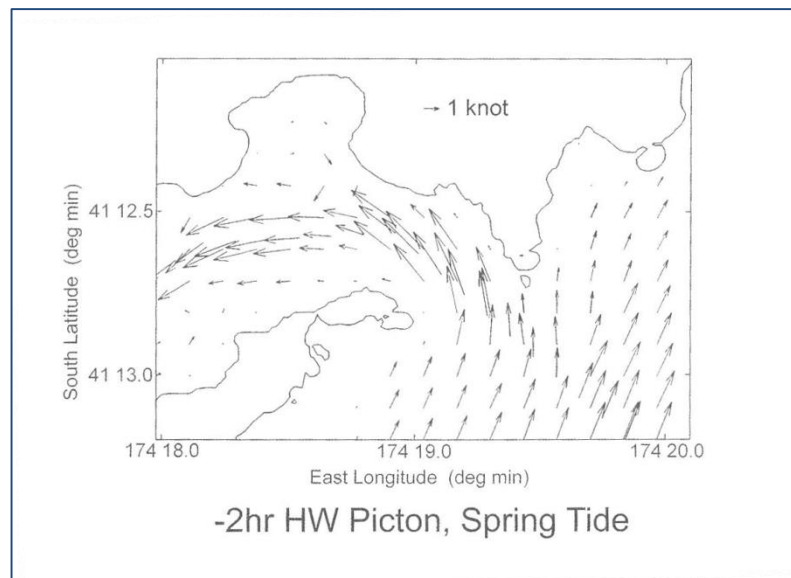 1 knot
41 12.5
South Latitude (deg min)
41 13.0
174 18.0 174 19.0 174 20.0
East Longitude (deg min)
-2hr HW Picton, Spring Tide